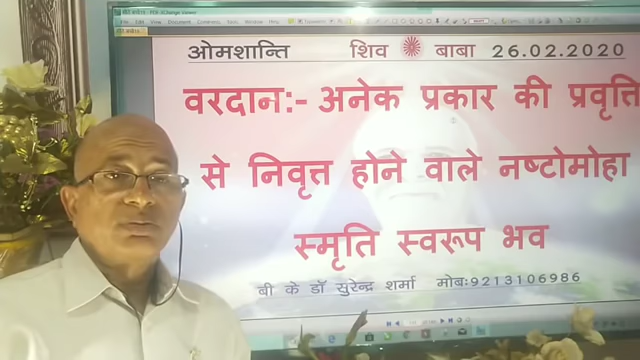 ओमशान्ति शिव बाबा 26.02.2020
वरदान:- अनेक प्रकार की प्रवृत्ति
से निवृत्त होने वाले नष्टोमोहा
स्मृति स्वरूप भव
बी के डॉ सुरेन्द्र शर्मा मोबः9213106986